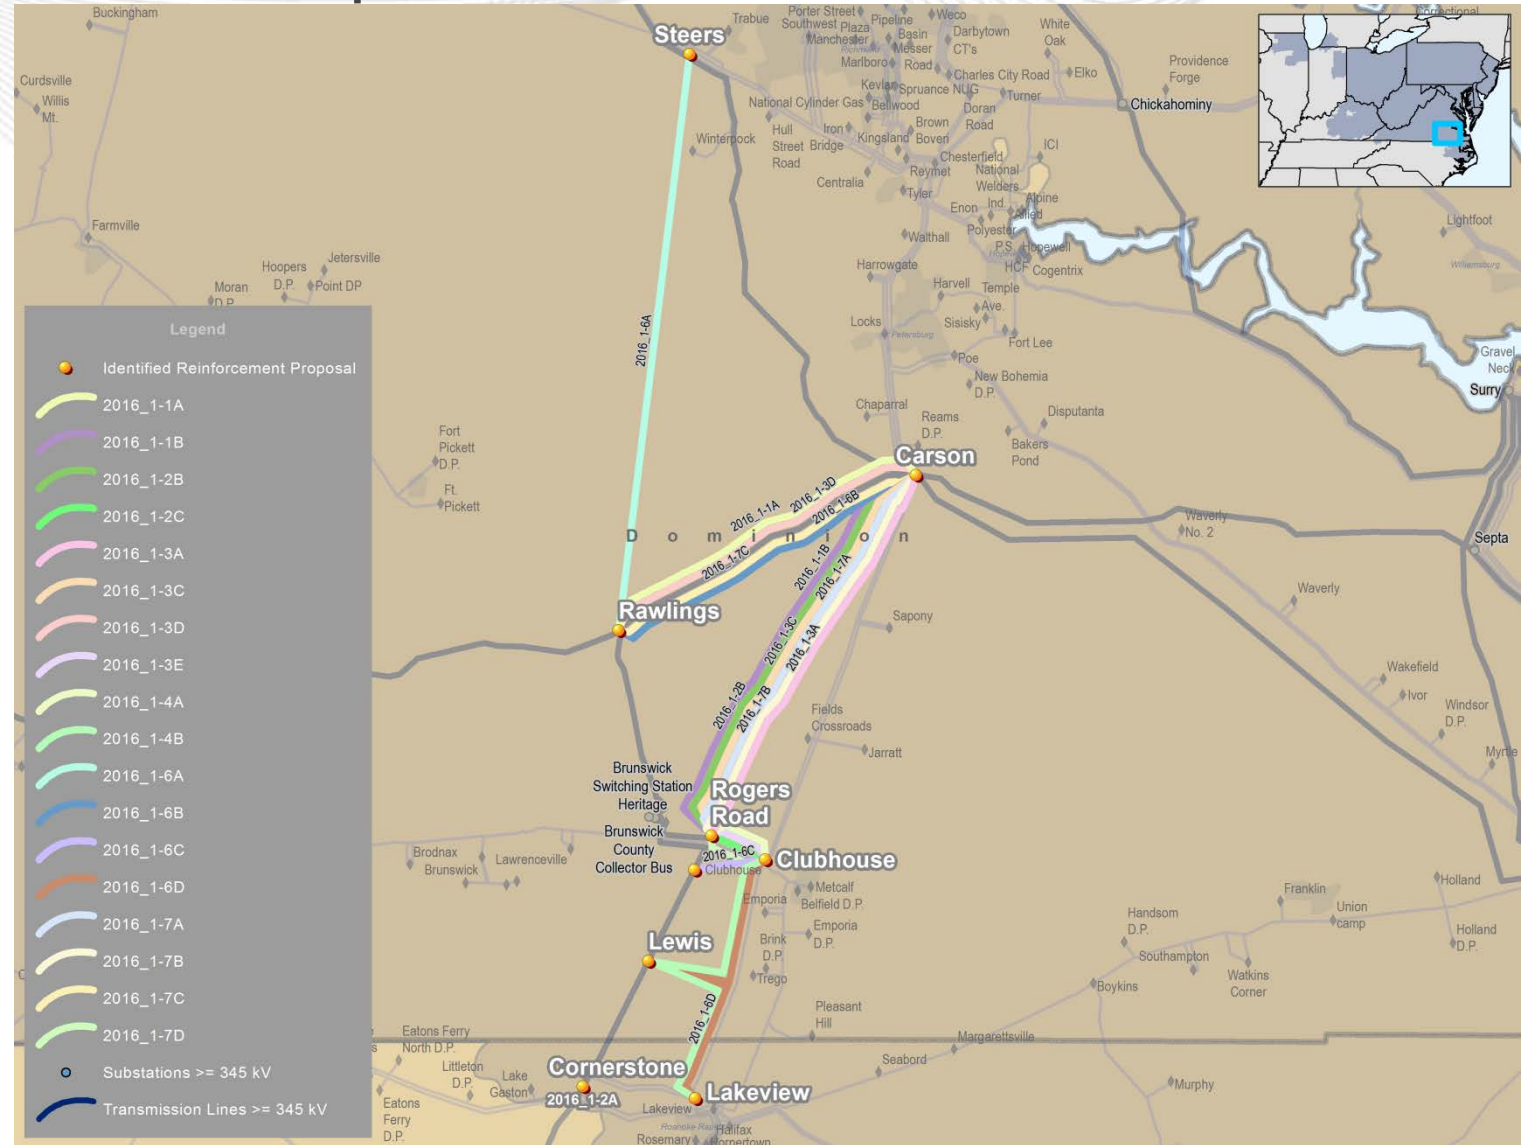 Buckingham
Curdsville
Willis
Mt.
Farmville
Jetersville
Hoopers
D.P.
Point DP
Moran
D.P.
Steers
Trabue
Porter Street
Southwest
Plaza
Manchester
Pipeline
Basin
Messer
Road
Marlboro
Weco
Darbytown
CT's
White
Oak
Elko
Charles City Road
Turner
Kevlar
Spruance NUG
Bellwood
National Cylinder Gas
Doran
Road
Hull
Street
Road
Iron
Bridge
Kingsland
Brown
Boven
Winterpock
Centralia
Chesterfield
Reymet
Tyler
National
Welders
Ind.
ICI
Enon
Alpine
Allied
Polyester
P.S.
Hopewell
HCF
Cogentrix
Walthall
Harrowgate
Harvell
Temple
Ave.
Sisisky
Locks
Petersburg
Fort Lee
Poe
New Bohemia
D.P.
Chaparral
Reams
D.P.
Disputanta
Bakers
Pond
Providence
Forge
Chickahominy
Correctional
Lightfoot
Williamsburg
Gravel
Neck
Surry
Septa
Fort
Pickett
D.P.
Ft.
Pickett
2016_1-6A
Carson
2016_1-3D
2016_1-1A
2016_1-6B
2016_1-7C
Dominion
2016_1-1B
2016_1-7A
2016_1-3C
2016_1-3A
2016_1-2B
2016_1-7B
Rawlings
Waverly
No. 2
Waverly
Sapony
Wakefield
Ivor
Windsor
D.P.
Myrtle
Fields
Crossroads
Jarratt
Brunswick
Switching Station
Heritage
Rogers
Road
Brunswick
County
Collector Bus
2016_1-6C
Clubhouse
Clubhouse
Brodnax
Brunswick
Lawrenceville
Metcalf
Belfield D.P.
Emporia
Emporia
D.P.
Brink
D.P.
Trego
Lewis
2016_1-6D
Pleasant
Hill
Franklin
Union
camp
Holland
Holland
D.P.
Handsom
D.P.
Southampton
Watkins
Corner
Boykins
Margarettsville
Seabord
Murphy
Eatons Ferry
North D.P.
Littleton
D.P.
Lake
Gaston
Eatons
Ferry
D.P.
Cornerstone
2016_1-2A
Lakeview
Lakeview
Halifax
Rosemary
Legend
Identified Reinforcement Proposal
2016_1-1A
2016_1-1B
2016_1-2B
2016_1-2C
2016_1-3A
2016_1-3C
2016_1-3D
2016_1-3E
2016_1-4A
2016_1-4B
2016_1-6A
2016_1-6B
2016_1-6C
2016_1-6D
2016_1-7A
2016_1-7B
2016_1-7C
2016_1-7D
Substations >= 345 kV
Transmission Lines >= 345 kV